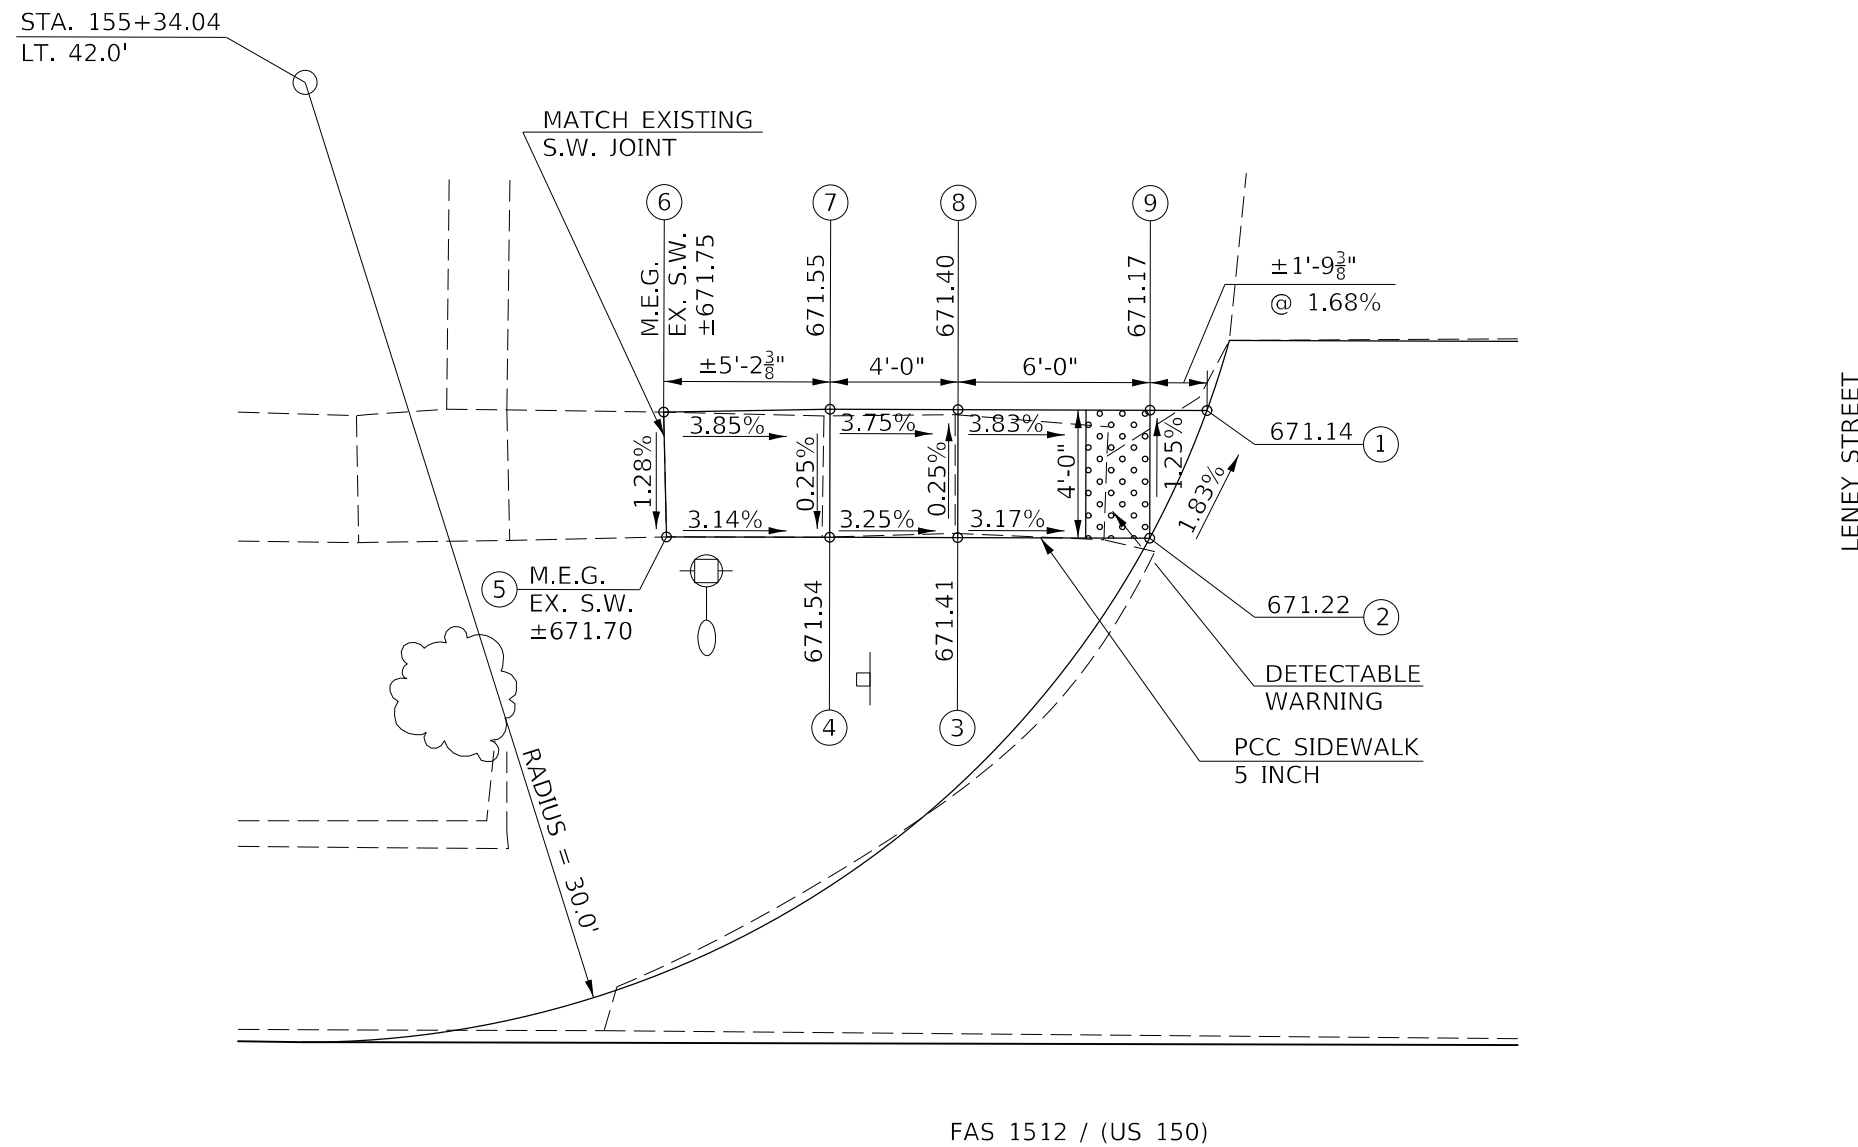 STA. 155+34.04
LT. 42.0'
MATCH EXISTING
S.W. JOINT
6
7
8
9
M.E.G.
EX. S.W.
±671.75
671.55
671.40
671.17
±1'-9⅜"
@ 1.68%
±5'-2⅜"
4'-0"
6'-0"
3.85%
3.75%
3.83%
1.28%
0.25%
0.25%
4'-0"
1.25%
1.83%
671.14
1
3.14%
3.25%
3.17%
5
M.E.G.
EX. S.W.
±671.70
671.54
671.41
671.22
2
4
3
DETECTABLE
WARNING
PCC SIDEWALK
5 INCH
RADIUS = 30.0'
LENEY STREET
FAS 1512 / (US 150)